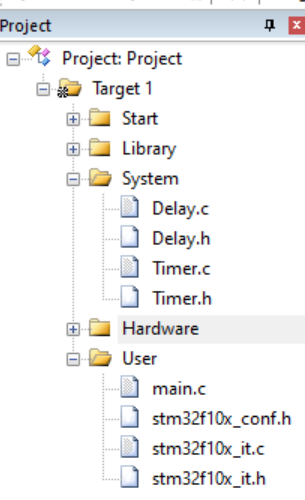 Project
Project: Project
Target 1
Start
Library
System
Delay.c
Delay.h
Timer.c
Timer.h
Hardware
User
main.c
stm32f10x_conf.h
stm32f10x_it.c
stm32f10x_it.h